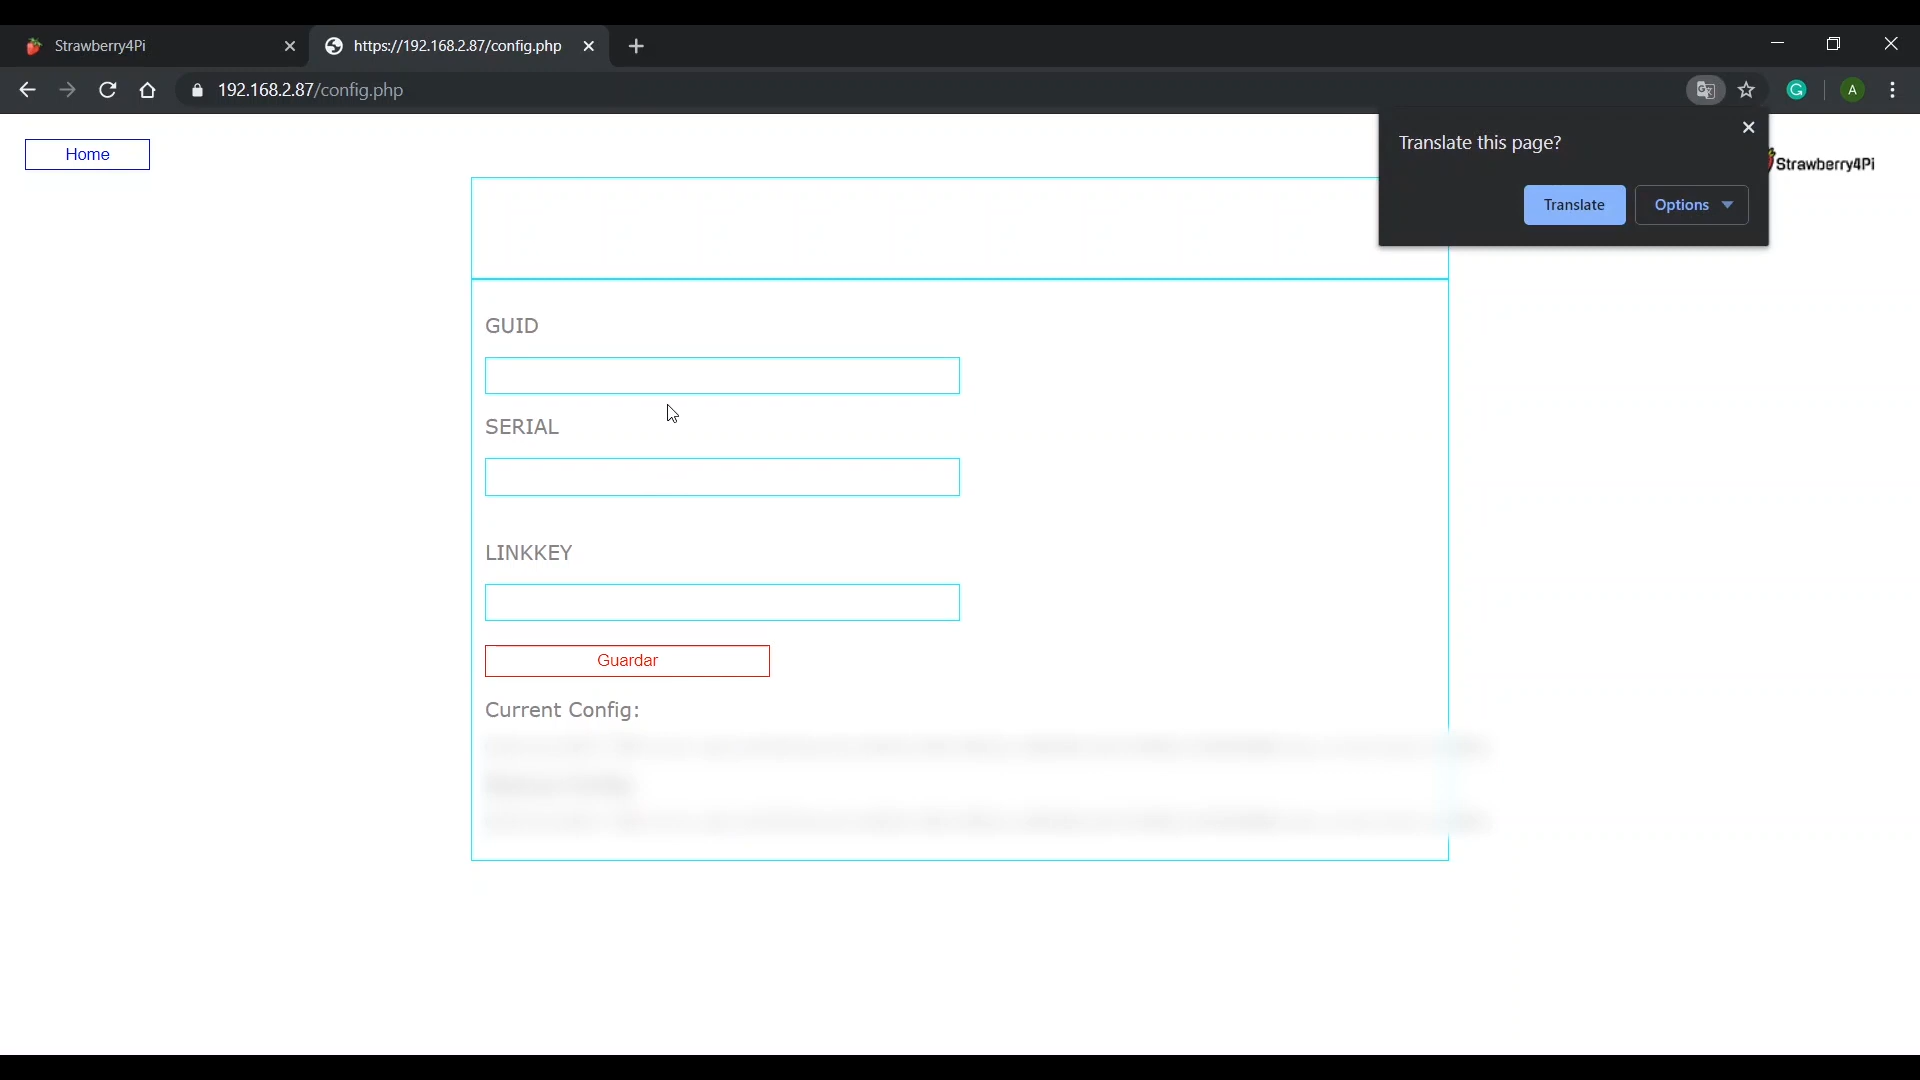 Strawberry4Pi
https://192.168.2.87/config.php
192.168.2.87/config.php
A
Translate this page?
Home
Strawberry4Pi
Translate
Options
GUID
SERIAL
LINKKEY
Guardar
Current Config: